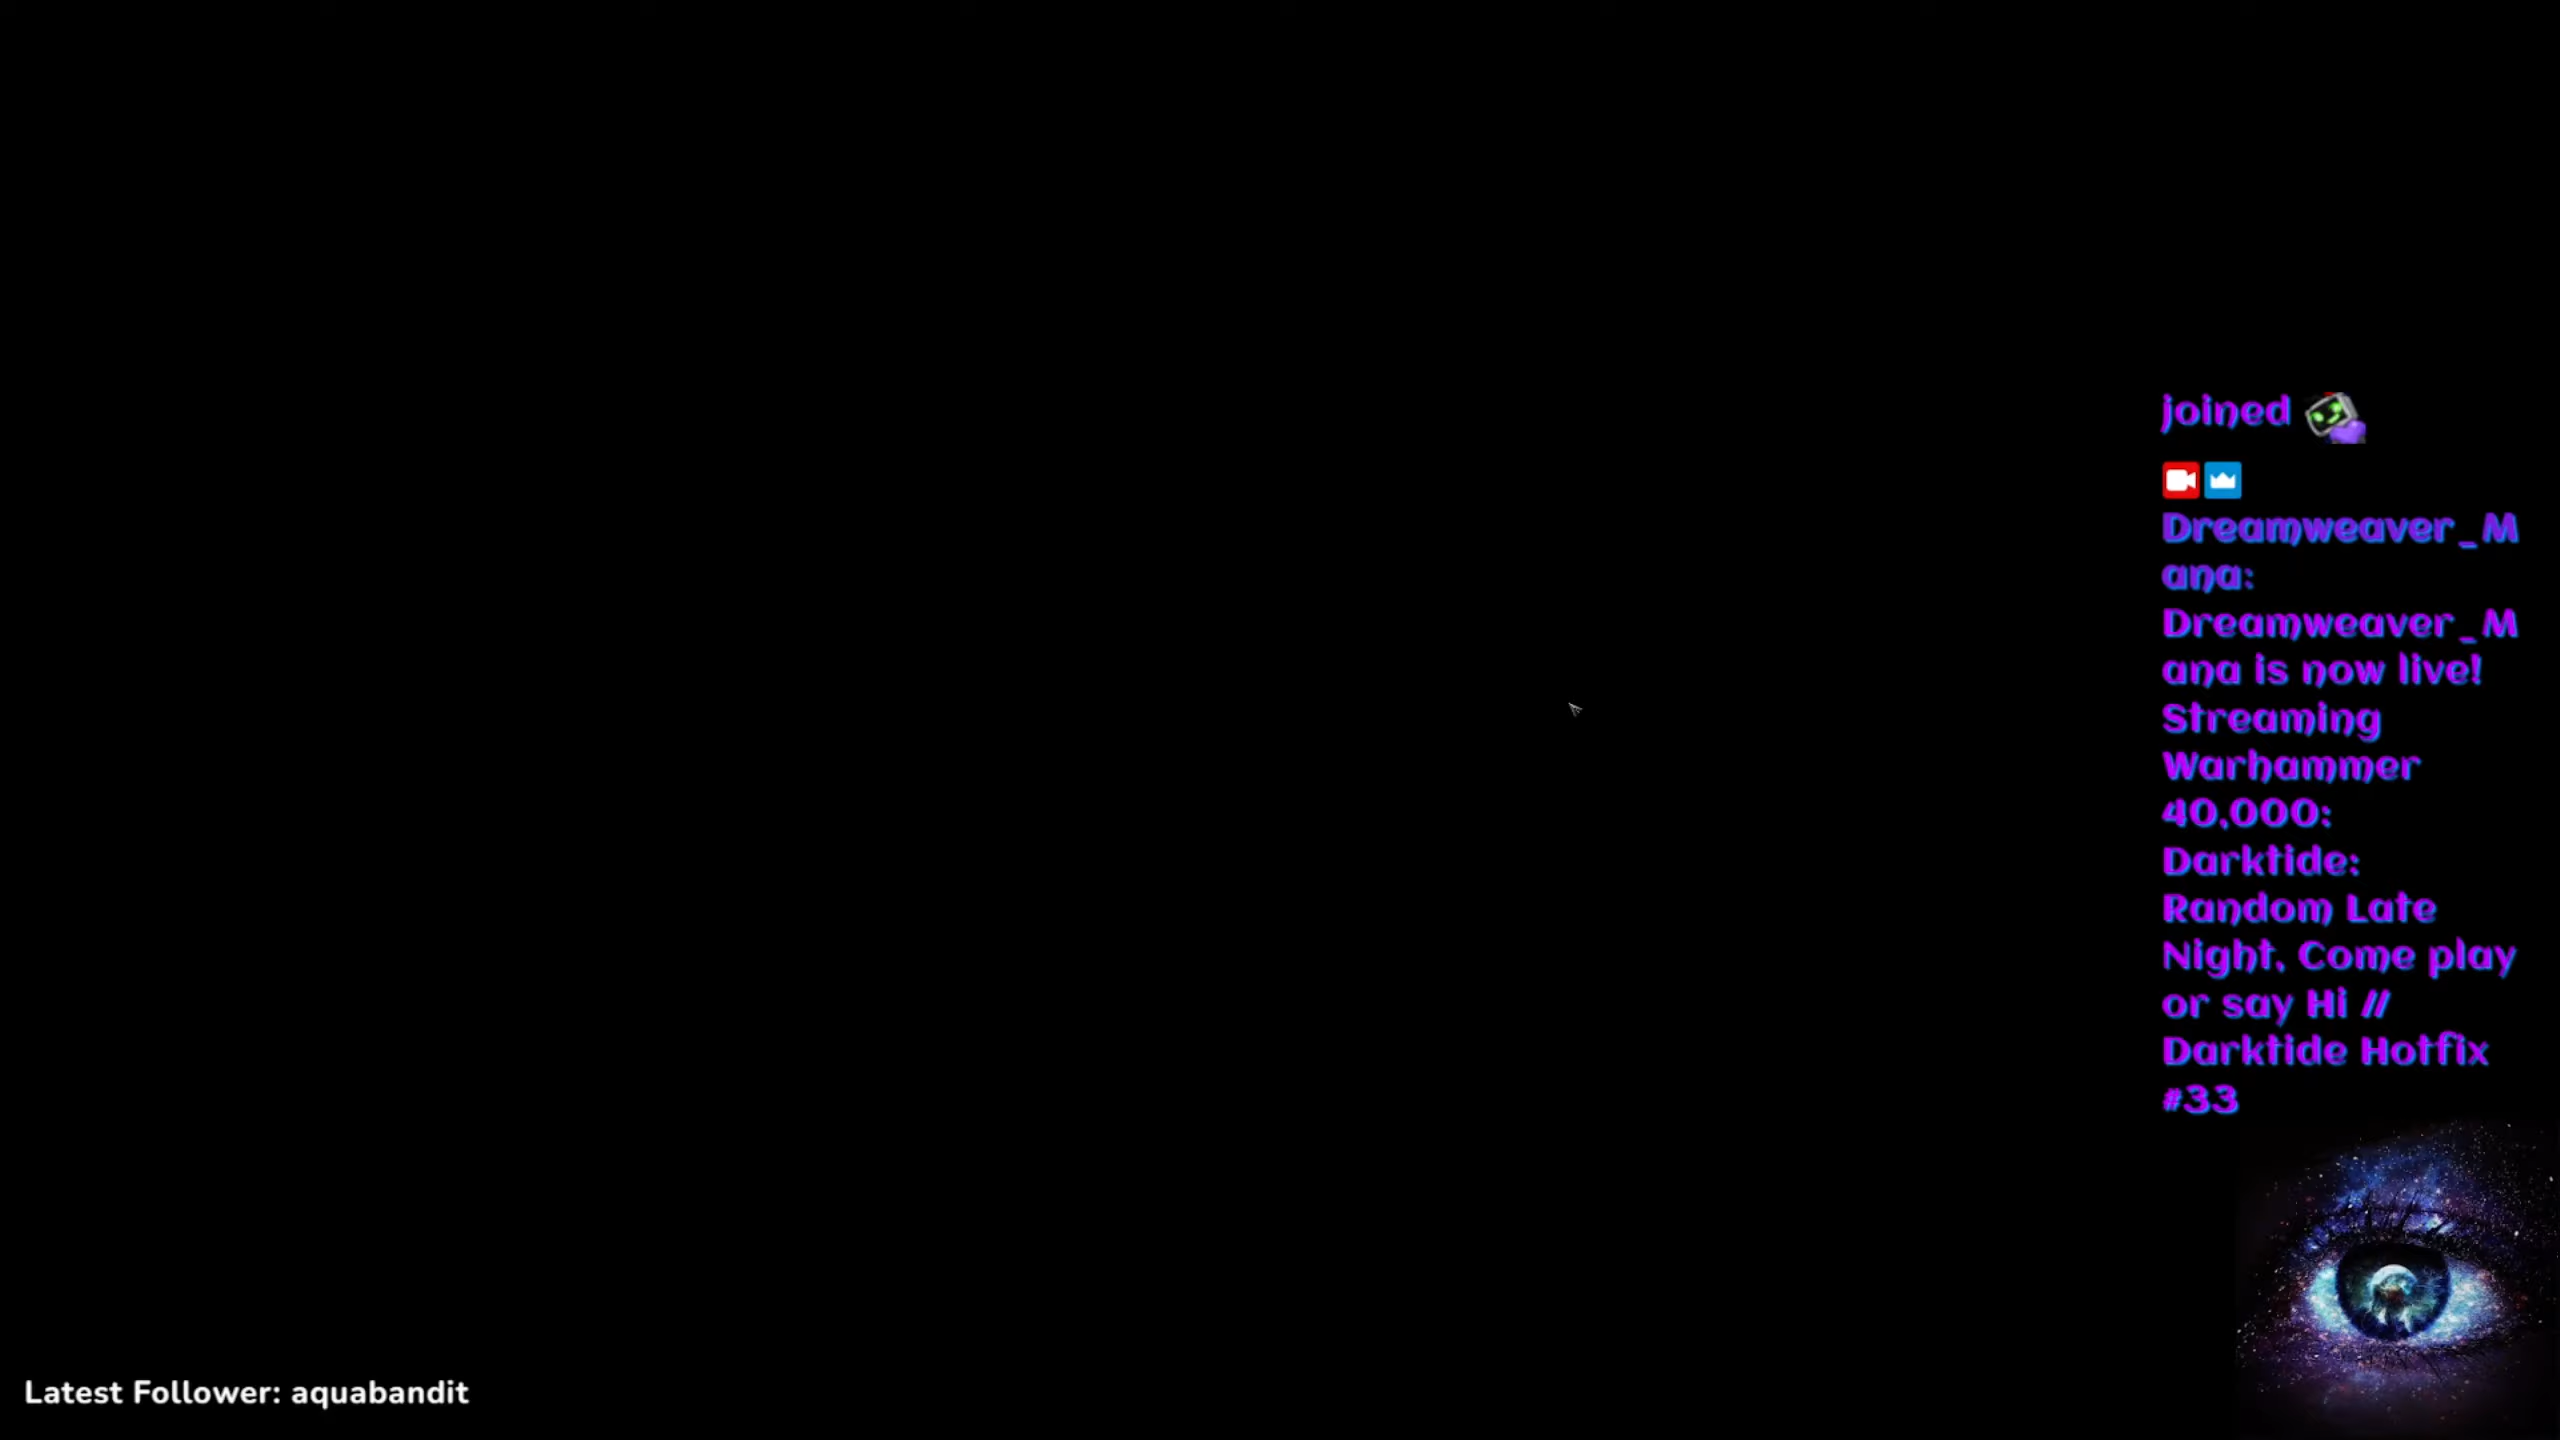 joined
Dreamweaver_M
ana:
Dreamweaver_M
ana is now live!
Streaming
Warhammer
40,000:
Darktide:
Random Late
Night, Come play
or say Hi //
Darktide Hotfix
#33
Latest Follower: aquabandit